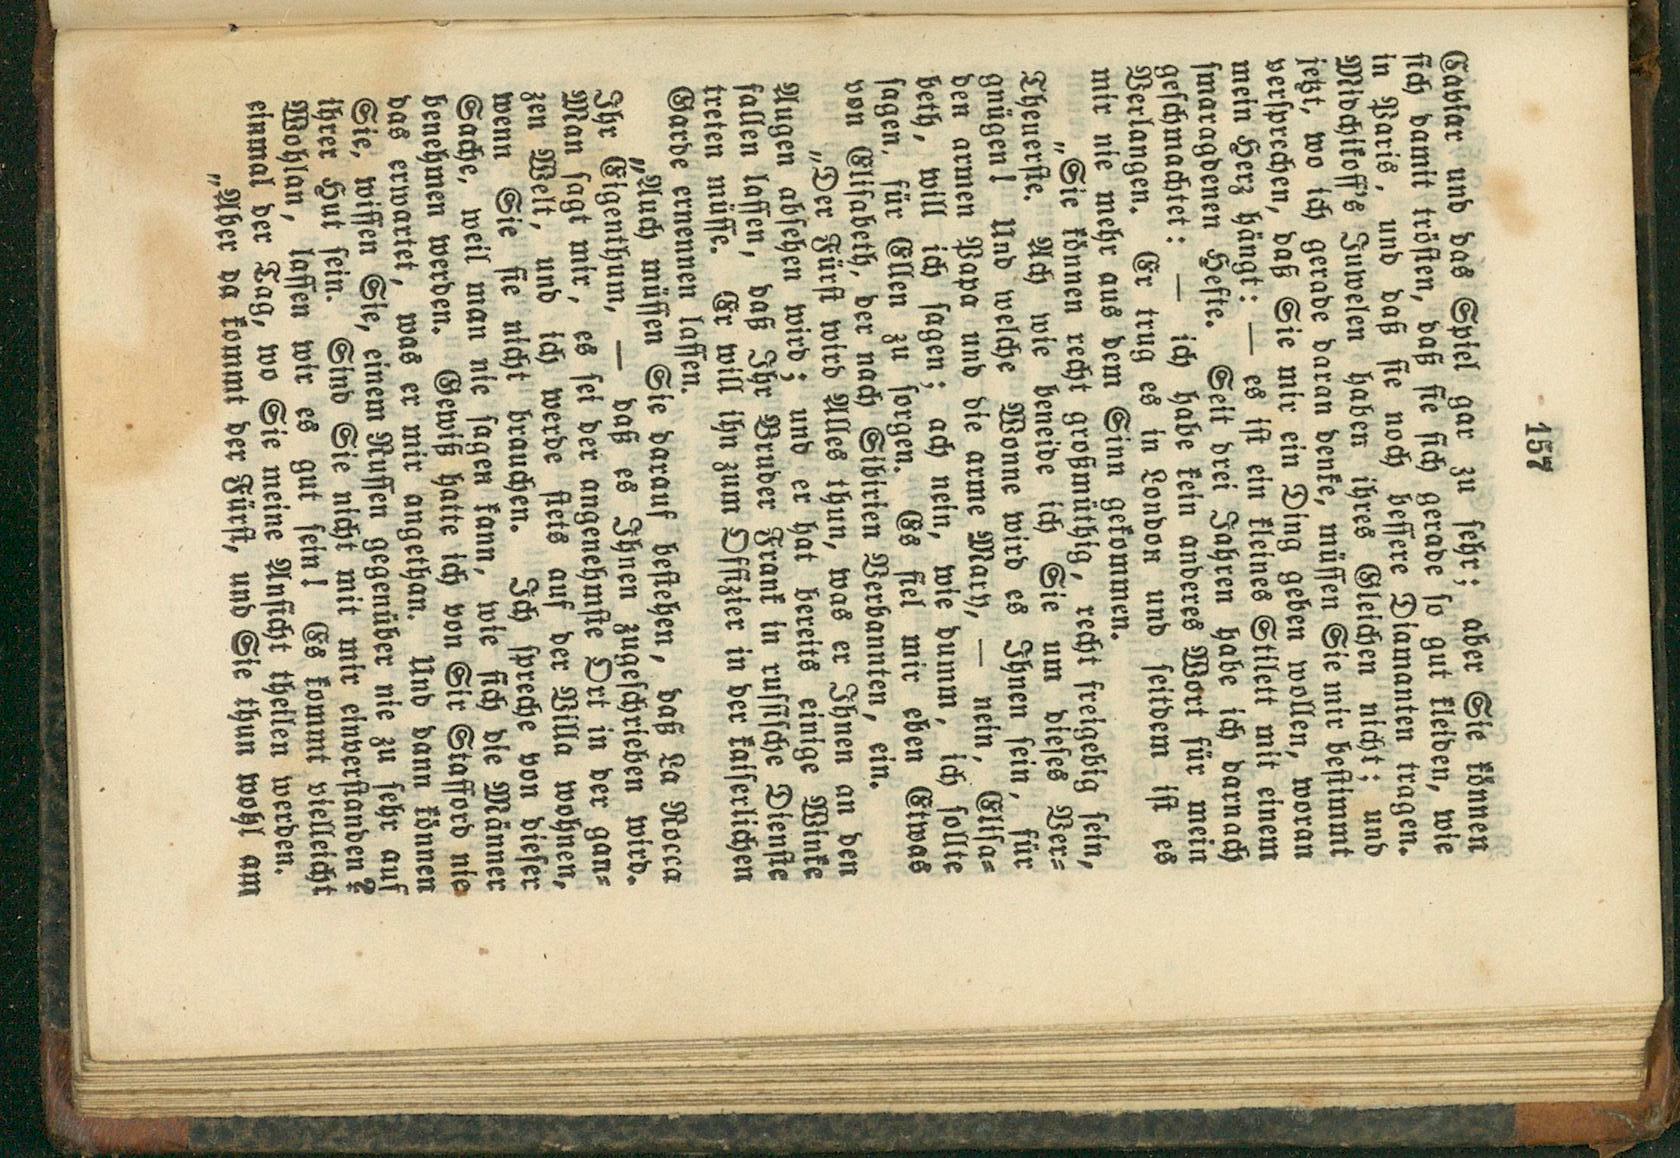 157
Caviar und das Spiel gar zu sehr; aber Sie können
sich damit trösten, daß sie sich gerade so gut kleiden, wie
in Paris, und daß sie noch bessere Diamanten tragen.
Midchikoffs Juwelen haben ihres Gleichen nicht; und
jetzt, wo ich gerade daran denke, müssen Sie mir bestimmt
versprechen, daß Sie mir ein Ding geben wollen, woran
mein Herz hängt: — es ist ein kleines Stilett mit einem
smaragdenen Hefte. Seit drei Jahren habe ich darnach
geschmachtet: — ich habe kein anderes Wort für mein
Verlangen. Er trug es in London und seitdem ist es
mir nie mehr aus dem Sinn gekommen.
„Sie können recht großmüthig, recht freigebig sein,
Theuerste. Ach wie beneide ich Sie um dieses Ver=
gnügen! Und welche Wonne wird es Ihnen sein, für
den armen Papa und die arme Mary, — nein, Elisa=
beth, will ich sagen; ach nein, wie dumm, ich sollte
sagen, für Ellen zu sorgen. Es fiel mir eben Etwas
von Elisabeth, der nach Sibirien Verbannten, ein.
„Der Fürst wird Alles thun, was er Ihnen an den
Augen absehen wird; und er hat bereits einige Winke
fallen lassen, daß Ihr Bruder Frank in russische Dienste
treten müsse. Er will ihn zum Offizier in der kaiserlichen
Garde ernennen lassen.
„Auch müssen Sie darauf bestehen, daß La Rocca
Ihr Eigenthum, — daß es Ihnen zugeschrieben wird.
Man sagt mir, es sei der angenehmste Ort in der gan=
zen Welt, und ich werde stets auf der Villa wohnen,
wenn Sie sie nicht brauchen. Ich spreche von dieser
Sache, weil man nie sagen kann, wie sich die Männer
benehmen werden. Gewiß hatte ich von Sir Stafford nie
das erwartet, was er mir angethan. Und dann können
Sie, wissen Sie, einem Russen gegenüber nie zu sehr auf
Ihrer Hut sein. Sind Sie nicht mit mir einverstanden?
Wohlan, lassen wir es gut sein! Es kommt vielleicht
einmal der Tag, wo Sie meine Ansicht theilen werden.
„Aber da kommt der Fürst, und Sie thun wohl am